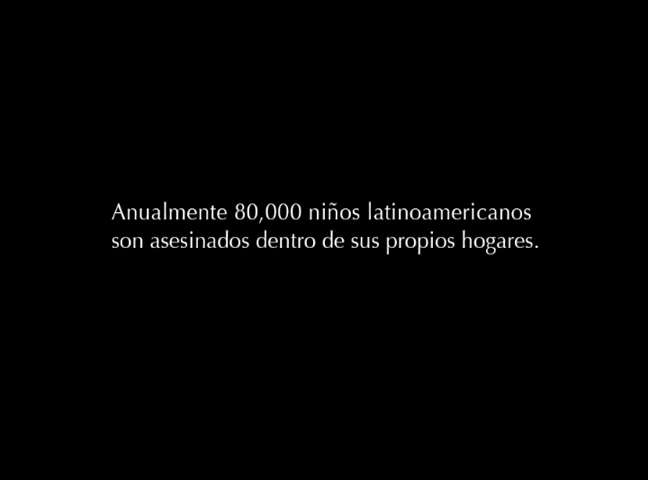 Anualmente 80,000 niños latinoamericanos
son asesinados dentro de sus propios hogares.